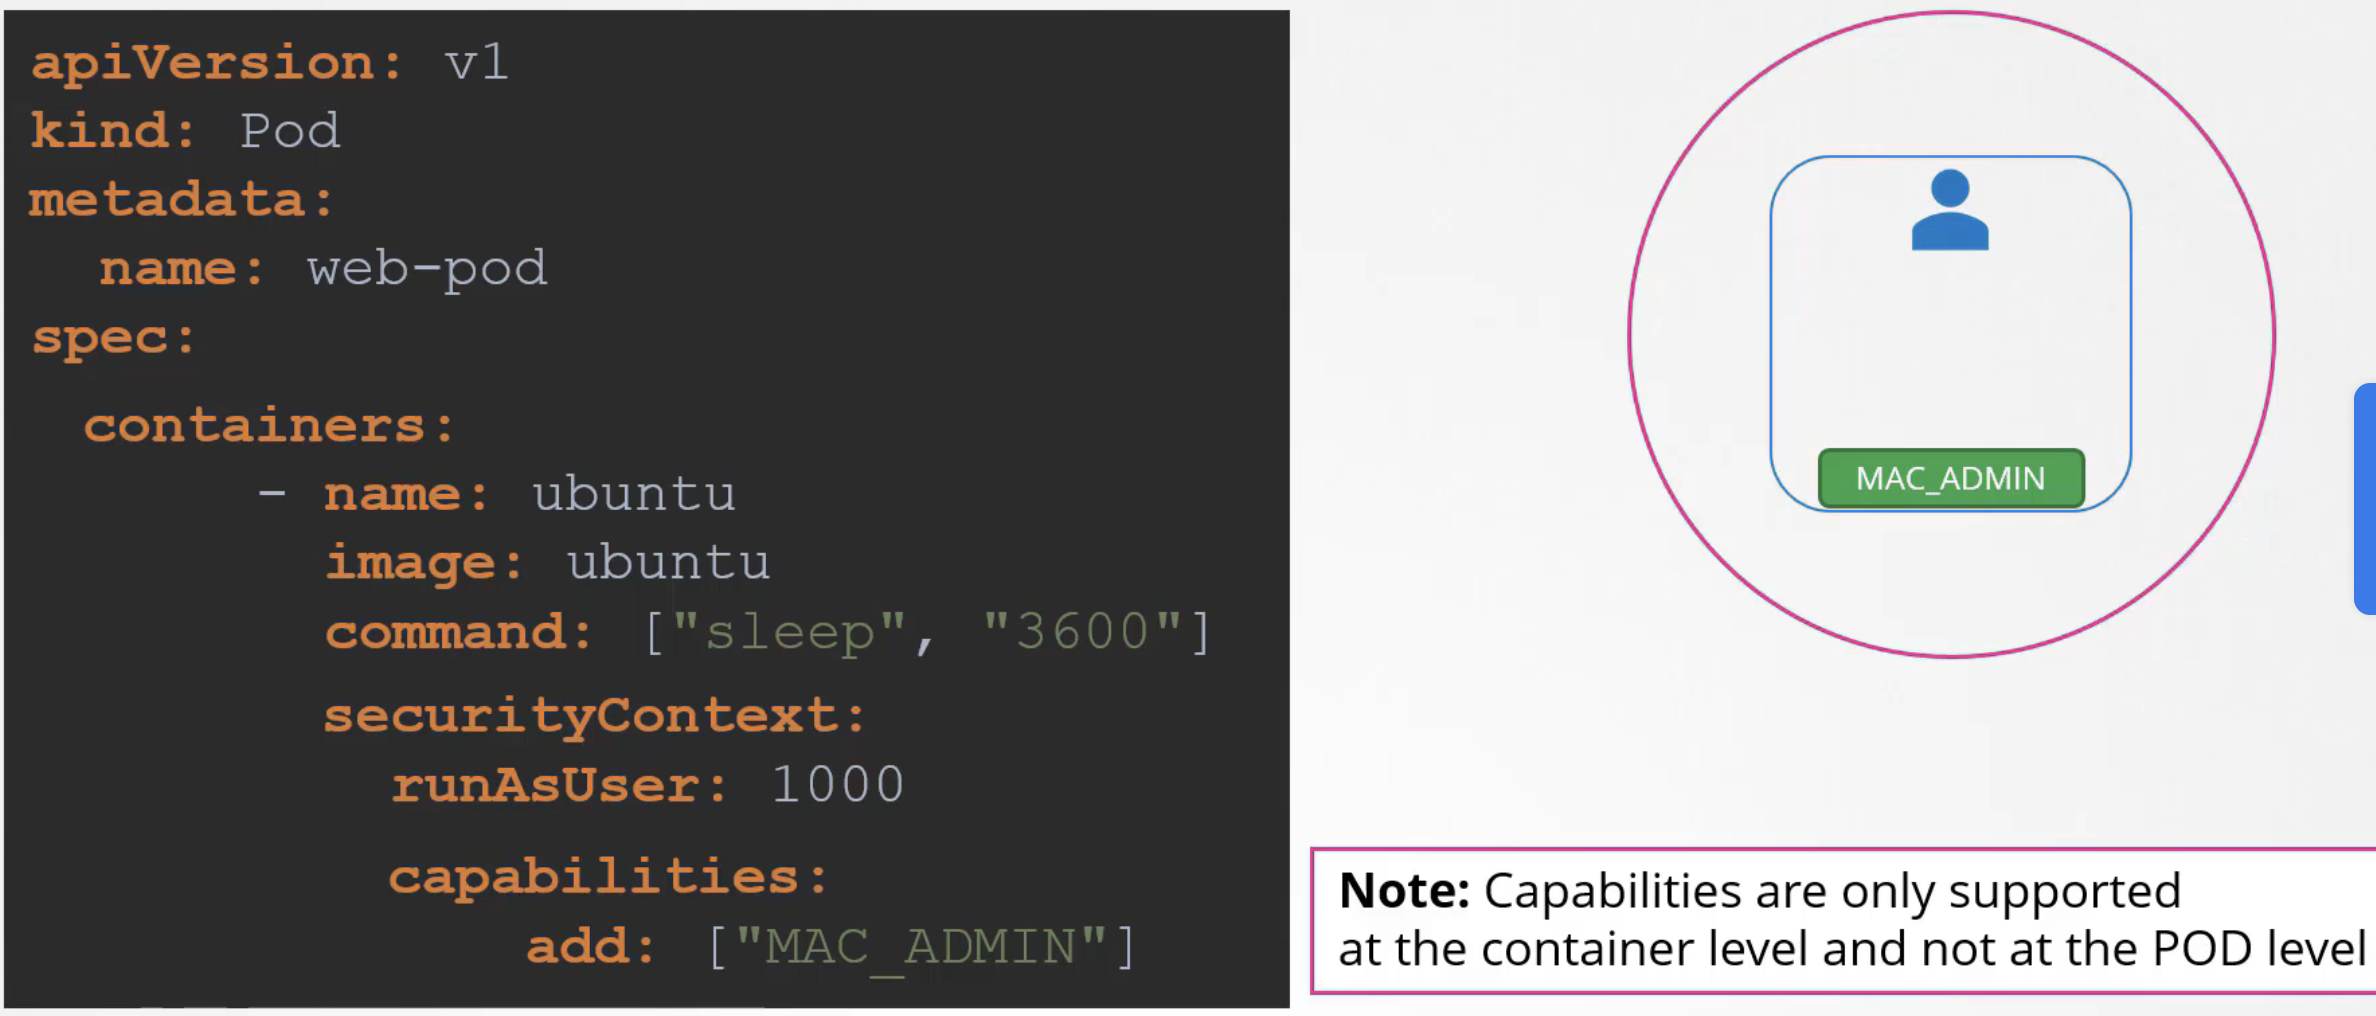 apiVersion: v1
kind: Pod
metadata:
  name: web-pod
spec:
  containers:
    - name: ubuntu
      image: ubuntu
      command: ["sleep", "3600"]
      securityContext:
        runAsUser: 1000
        capabilities:
            add: ["MAC_ADMIN"]
MAC_ADMIN
Note: Capabilities are only supported
at the container level and not at the POD level